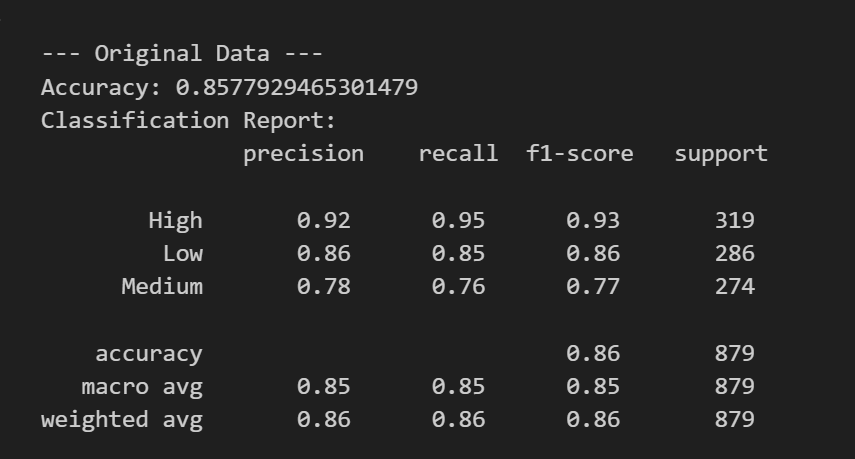 --- Original Data ---
Accuracy: 0.8577929465301479
Classification Report:
precision recall f1-score support
High 0.92 0.95 0.93 319
Low 0.86 0.85 0.86 286
Medium 0.78 0.76 0.77 274
accuracy 0.86 879
macro avg 0.85 0.85 0.85 879
weighted avg 0.86 0.86 0.86 879